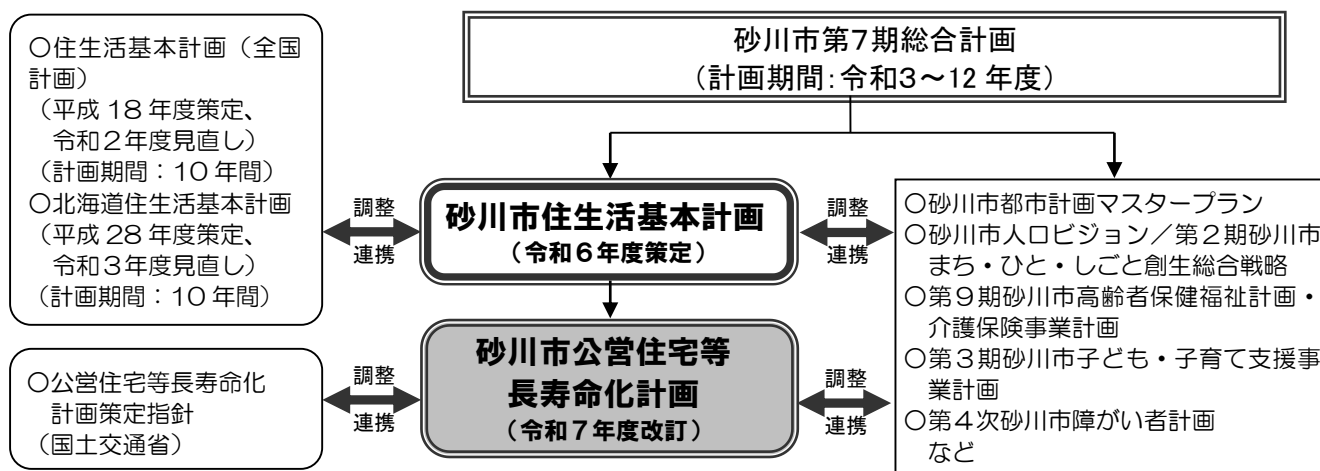 砂川市第7期総合計画
（計画期間：令和3～12 年度）
○住生活基本計画（全国
計画）
（平成 18 年度策定、
令和2年度見直し）
（計画期間：10 年間）
○北海道住生活基本計画
（平成 28 年度策定、
令和3年度見直し）
（計画期間：10 年間）
調整
連携
砂川市住生活基本計画
（令和6年度策定）
調整
連携
○砂川市都市計画マスタープラン
○砂川市人口ビジョン／第2期砂川市
まち・ひと・しごと創生総合戦略
○第9期砂川市高齢者保健福祉計画・
介護保険事業計画
○第3期砂川市子ども・子育て支援事
業計画
○第4次砂川市障がい者計画
など
○公営住宅等長寿命化
計画策定指針
（国土交通省）
調整
連携
砂川市公営住宅等
長寿命化計画
（令和7年度改訂）
調整
連携